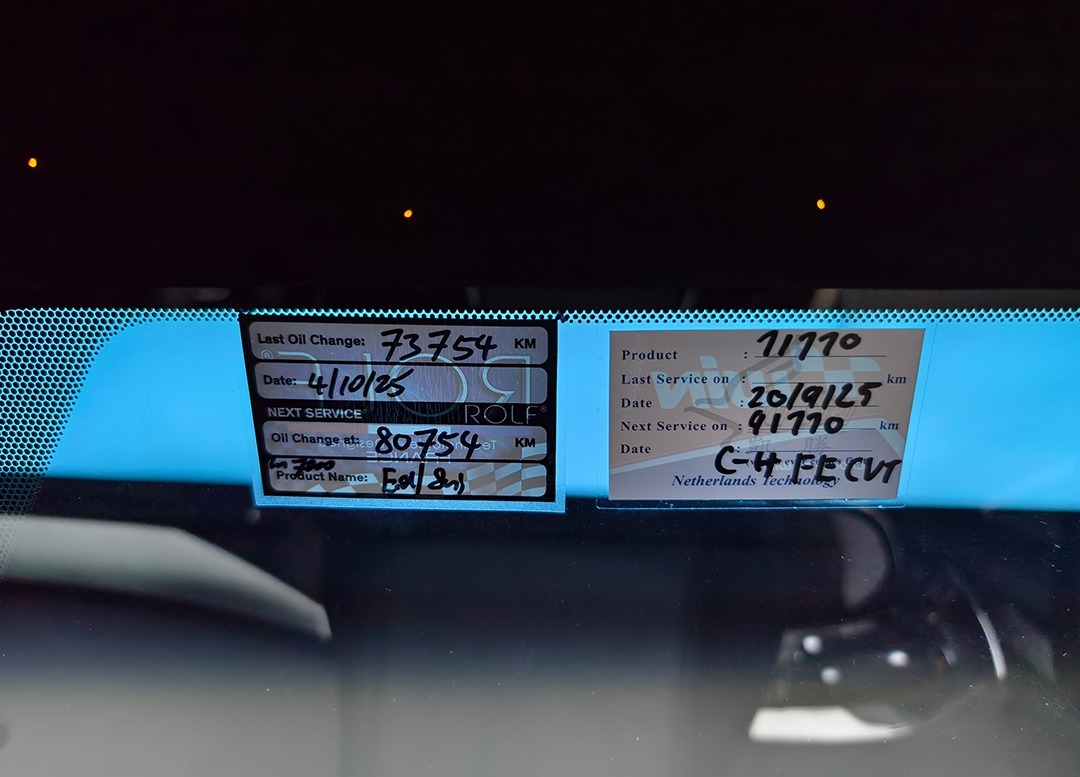 Last Oil Change: 73754 KM
Date: 4/10/25
NEXT SERVICE ROLF®
Oil Change at: 80754 KM
Product Name:
Product : 71770
Last Service on : km
Date : 20/9/25
Next Service on : 91770 km
Date :
C-H FE CVT
Netherlands Technology